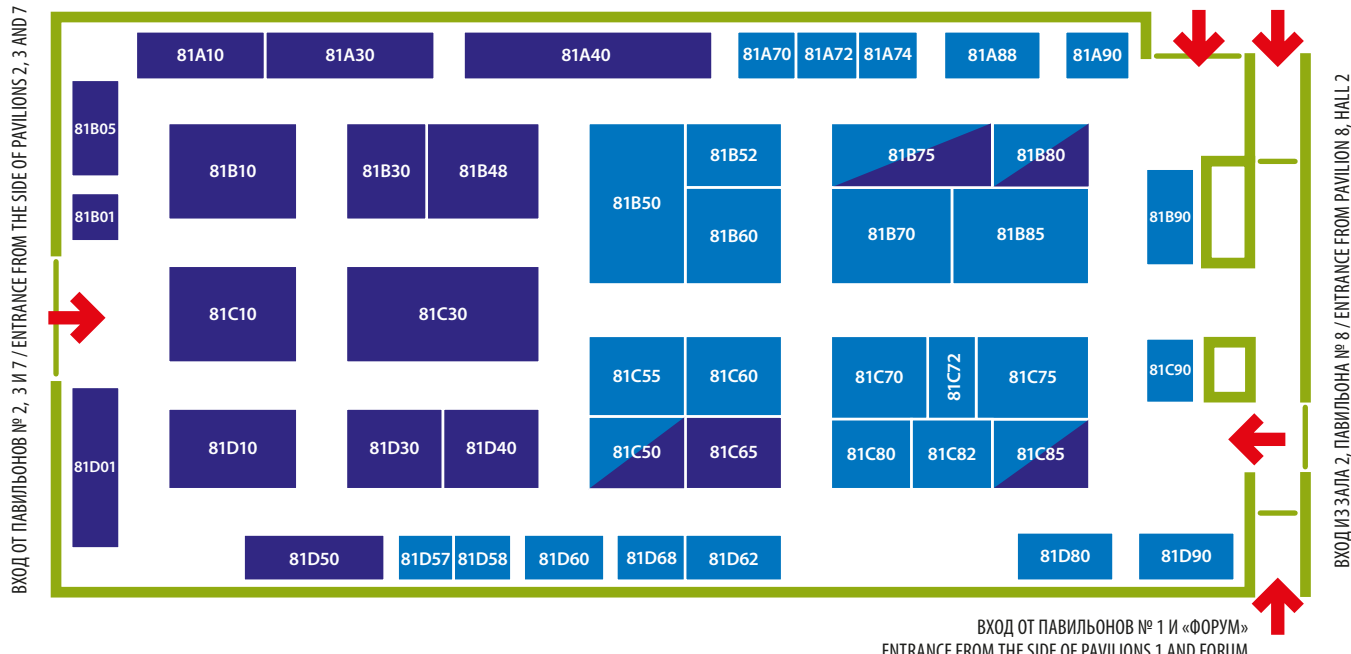 ВХОД ОТ ПАВИЛЬОНОВ № 2, 3 И 7 / ENTRANCE FROM THE SIDE OF PAVILIONS 2, 3 AND 7
81A10
81A30
81A40
81A70
81A72
81A74
81A88
81A90
81B05
81B10
81B30
81B48
81B50
81B52
81B75
81B80
81B01
81B60
81B70
81B85
81B90
81C10
81C30
81C55
81C60
81C70
81C72
81C75
81C90
81D01
81D10
81D30
81D40
81C50
81C65
81C80
81C82
81C85
81D50
81D57
81D58
81D60
81D68
81D62
81D80
81D90
ВХОД ИЗ ЗАЛА 2, ПАВИЛЬОНА № 8 / ENTRANCE FROM PAVILION 8, HALL 2
ВХОД ОТ ПАВИЛЬОНОВ № 1 И «ФОРУМ»
ENTRANCE FROM THE SIDE OF PAVILIONS 1 AND FORUM